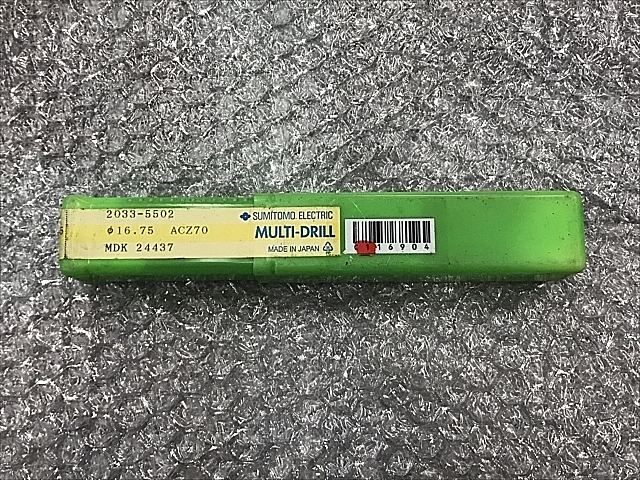 2033-5502
φ16.75 ACZ70
MDK 24437
SUMITOMO ELECTRIC
MULTI-DRILL
MADE IN JAPAN
16904